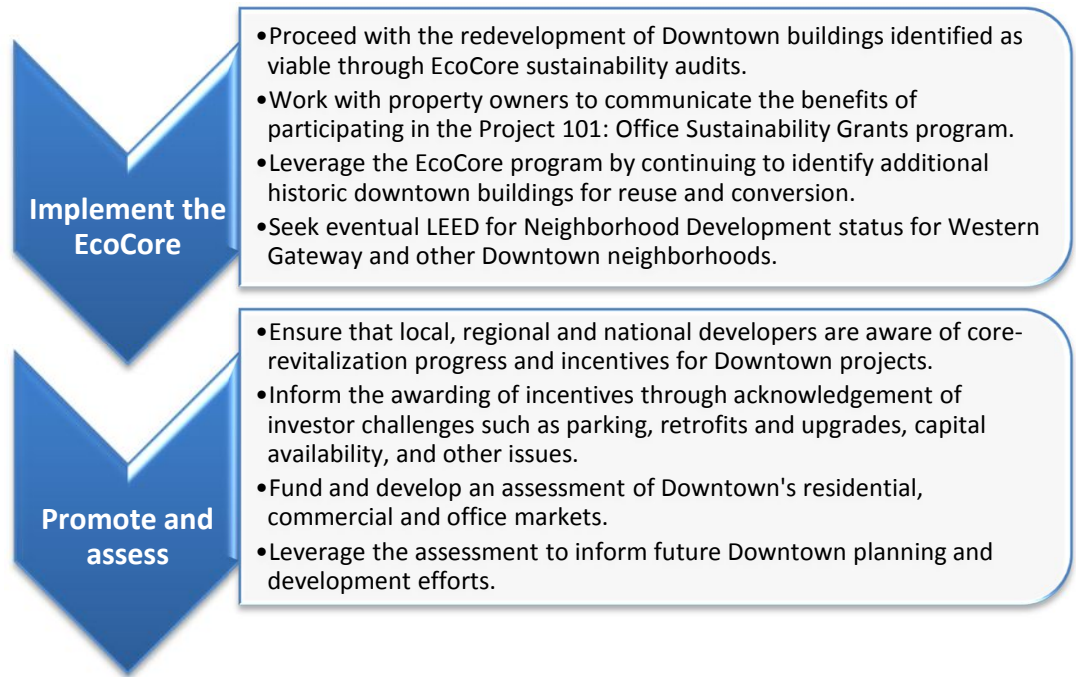 Implement the
EcoCore
•Proceed with the redevelopment of Downtown buildings identified as
viable through EcoCore sustainability audits.
•Work with property owners to communicate the benefits of
participating in the Project 101: Office Sustainability Grants program.
•Leverage the EcoCore program by continuing to identify additional
historic downtown buildings for reuse and conversion.
•Seek eventual LEED for Neighborhood Development status for Western
Gateway and other Downtown neighborhoods.
Promote and
assess
•Ensure that local, regional and national developers are aware of core-
revitalization progress and incentives for Downtown projects.
•Inform the awarding of incentives through acknowledgement of
investor challenges such as parking, retrofits and upgrades, capital
availability, and other issues.
•Fund and develop an assessment of Downtown's residential,
commercial and office markets.
•Leverage the assessment to inform future Downtown planning and
development efforts.